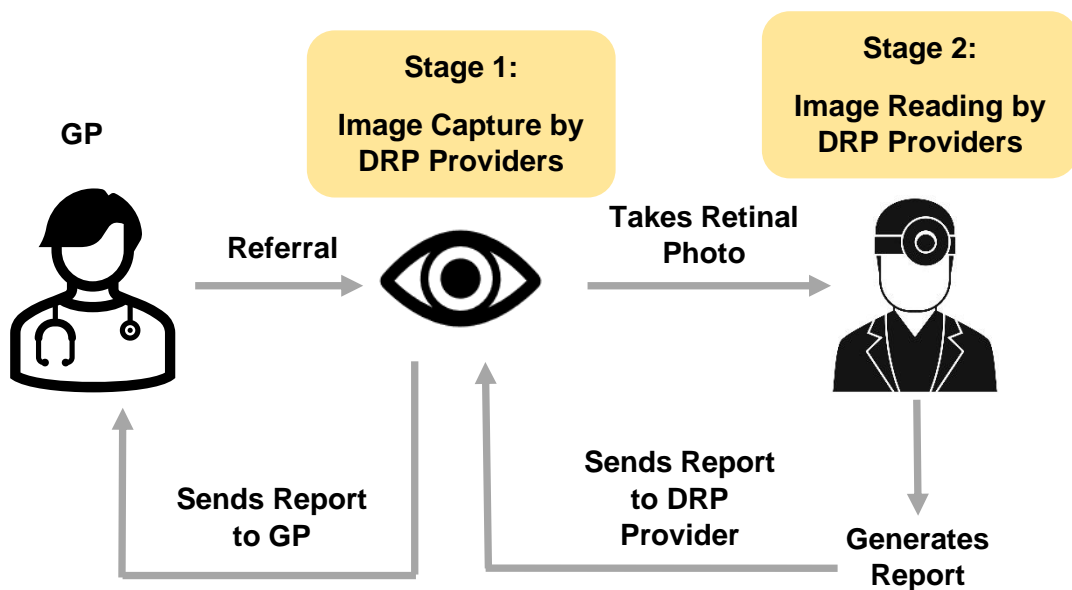 GP
Stage 1:
Image Capture by
DRP Providers
Stage 2:
Image Reading by
DRP Providers
Referral
Takes Retinal
Photo
Sends Report
to GP
Sends Report
to DRP
Provider
Generates
Report